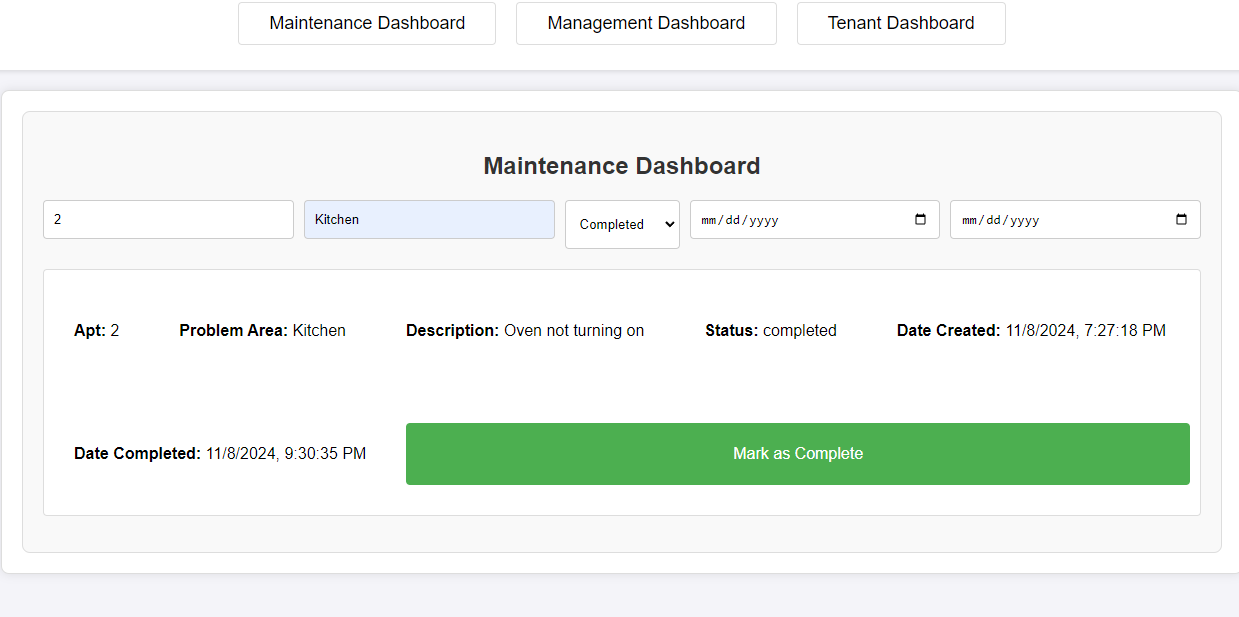 Maintenance Dashboard Management Dashboard Tenant Dashboard
Maintenance Dashboard
2 Kitchen Completed mm/dd/yyyy mm/dd/yyyy
Apt: 2 Problem Area: Kitchen Description: Oven not turning on Status: completed Date Created: 11/8/2024, 7:27:18 PM
Date Completed: 11/8/2024, 9:30:35 PM Mark as Complete